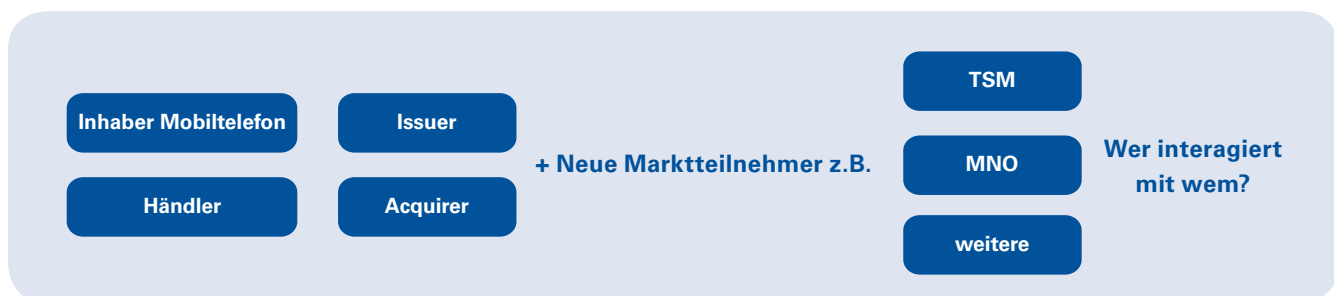 Inhaber Mobiltelefon
Issuer
Händler
Acquirer
+ Neue Marktteilnehmer z.B.
TSM
MNO
weitere
Wer interagiert
mit wem?